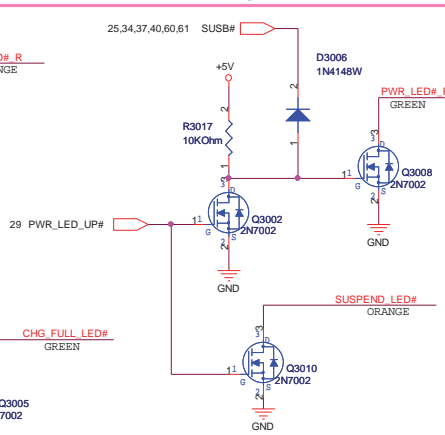 25,34,37,40,60,61 SUSB#
D#_R
NGE
D3006
1N4148W
+5V
2
2
PWR_LED#_R
GREEN
R3017
10KOhm
1
1
3
D
3
D
1 1
G
S
2
Q3008
2N7002
GND
29 PWR_LED_UP#
1 1
G
S
2
Q3002
2N7002
GND
SUSPEND_LED#
ORANGE
CHG_FULL_LED#
GREEN
3
D
1 1
G
S
2
Q3010
2N7002
GND
Q3005
7002